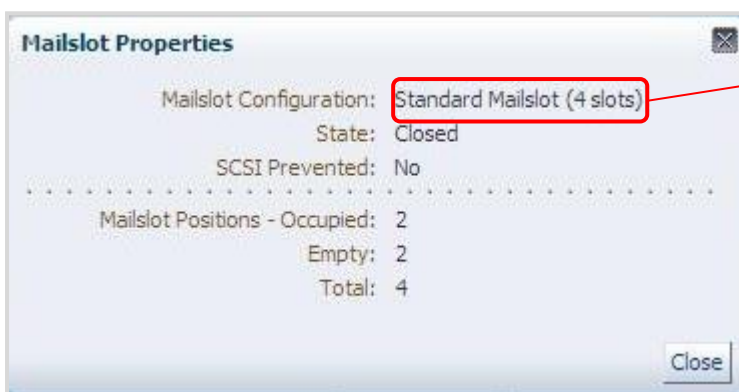 Mailslot Properties
Mailslot Configuration: Standard Mailslot (4 slots)
State: Closed
SCSI Prevented: No
Mailslot Positions - Occupied: 2
Empty: 2
Total: 4
Close